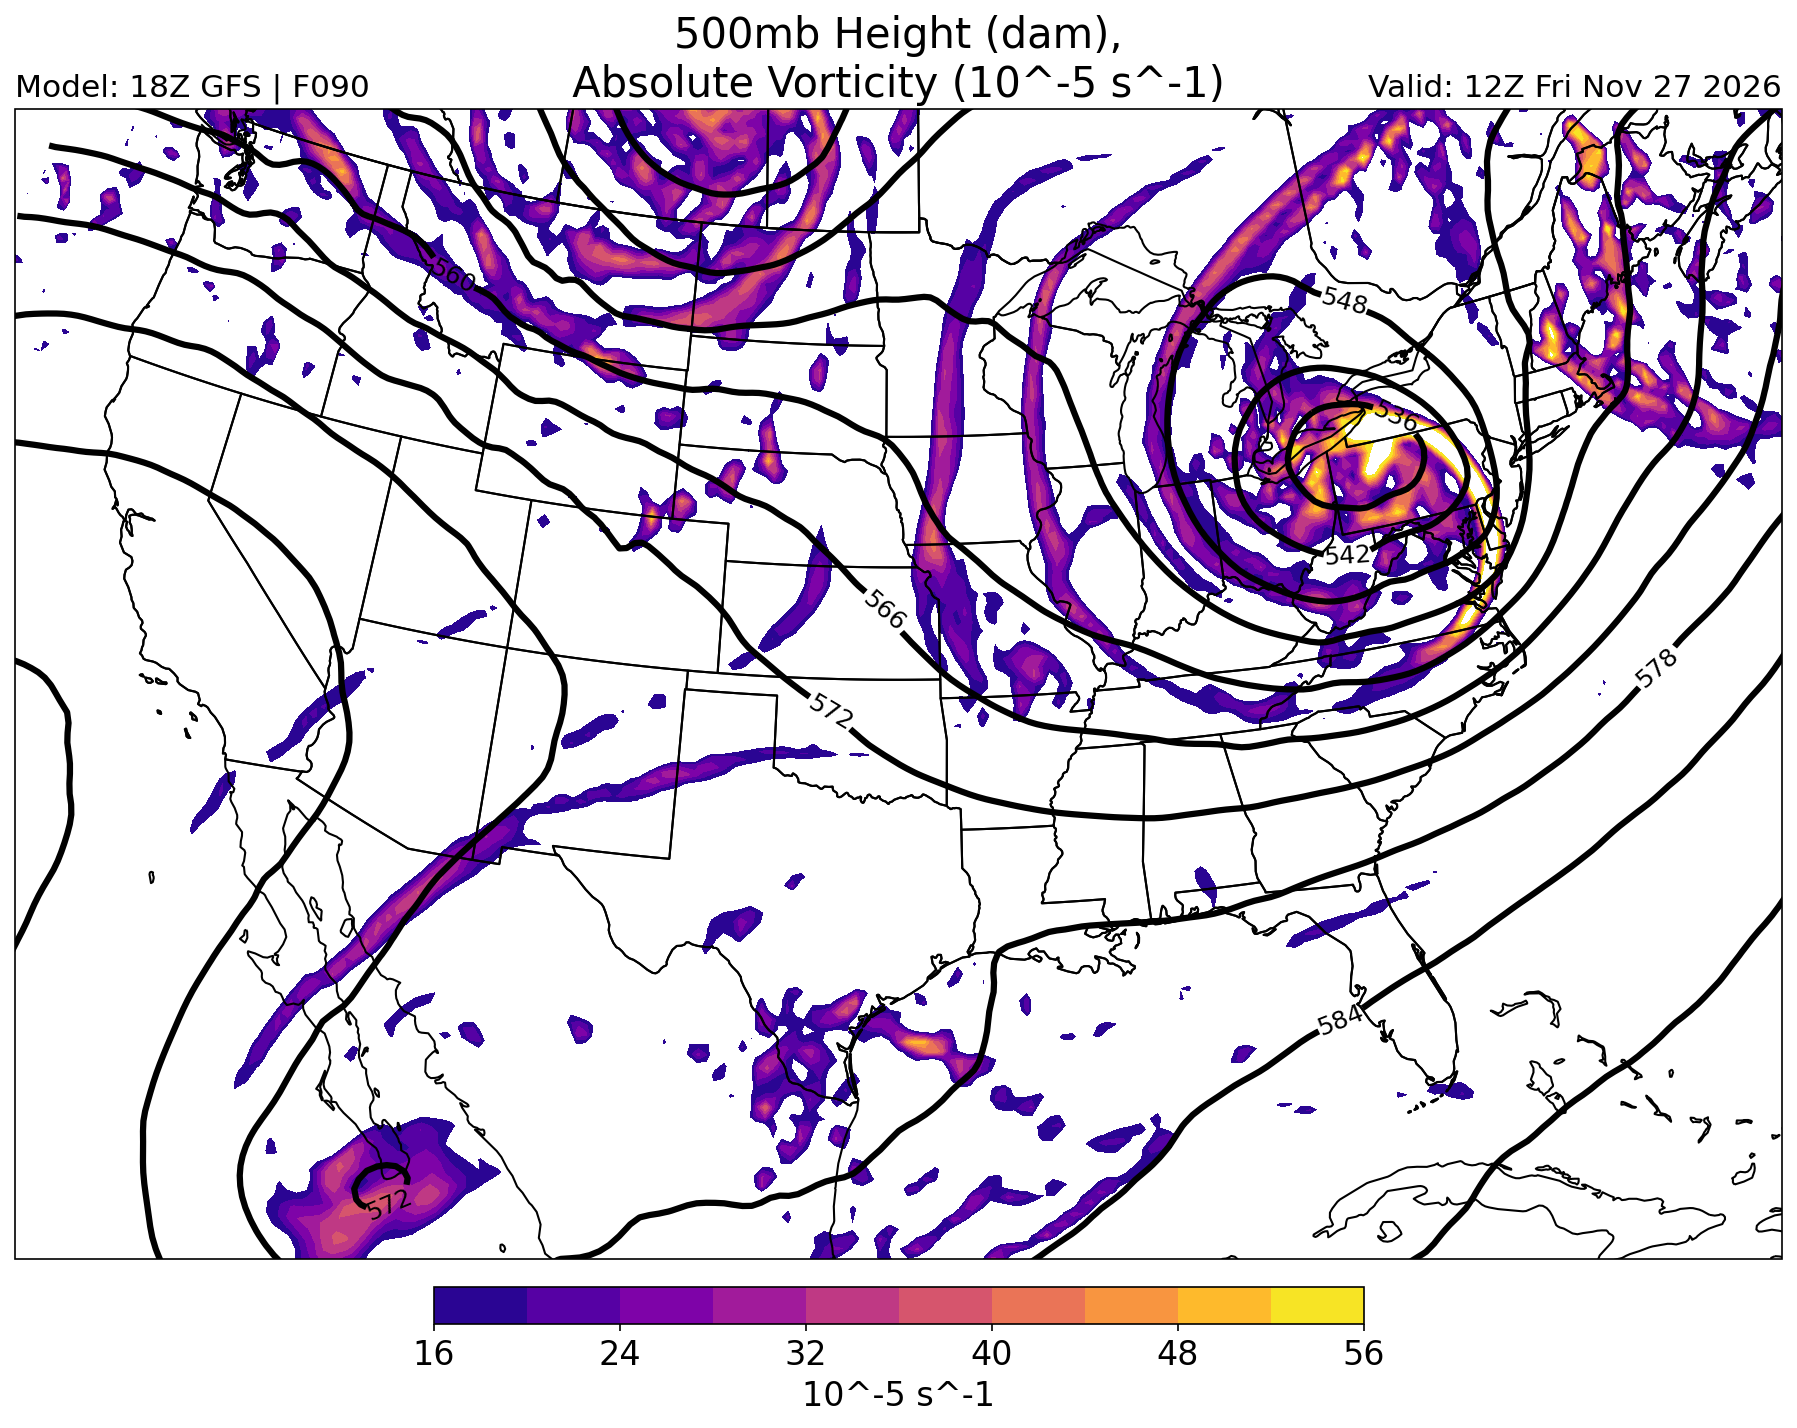 500mb Height (dam),
Absolute Vorticity (10^-5 s^-1)
Model: 18Z GFS | F090
Valid: 12Z Fri Nov 27 2026
560
548
536
542
566
572
578
584
572
16 24 32 40 48 56
10^-5 s^-1